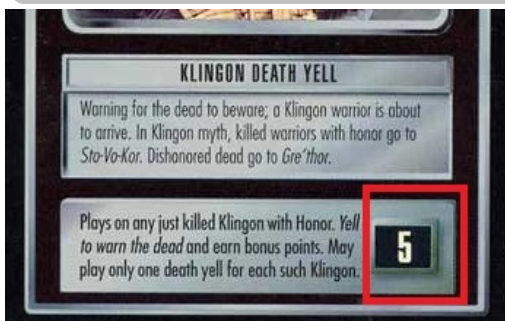 KLINGON DEATH YELL
Warning for the dead to beware; a Klingon warrior is about
to arrive. In Klingon myth, killed warriors with honor go to
Sto-Vo-Kor. Dishonored dead go to Gre'thor.
Plays on any just killed Klingon with Honor. Yell
to warn the dead and earn bonus points. May
play only one death yell for each such Klingon.
5